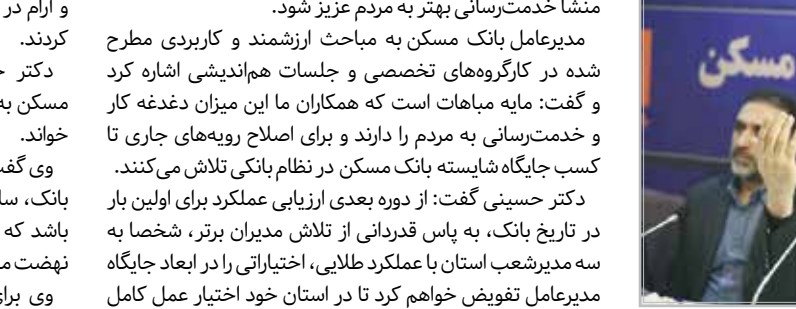 مسکن
منشأ خدمت‌رسانی بهتر به مردم عزیز شود.
مدیرعامل بانک مسکن به مباحث ارزشمند و کاربردی مطرح
شده در کارگروه‌های تخصصی و جلسات هم‌اندیشی اشاره کرد
و گفت: مایه مباهات است که همکاران ما این میزان دغدغه کار
و خدمت‌رسانی به مردم را دارند و برای اصلاح رویه‌های جاری تا
کسب جایگاه شایسته بانک مسکن در نظام بانکی تلاش می‌کنند.
دکتر حسینی گفت: از دوره بعدی ارزیابی عملکرد برای اولین بار
در تاریخ بانک، به پاس قدردانی از تلاش مدیران برتر، شخصا به
سه مدیرشعب استان با عملکرد طلایی، اختیاراتی را در ابعاد جایگاه
مدیرعامل تفویض خواهم کرد تا در استان خود اختیار عمل کامل
و آرام در
کردند.
دکتر
مسکن به
خواند.
وی
بانک،
باشد که
نهضت
وی برای